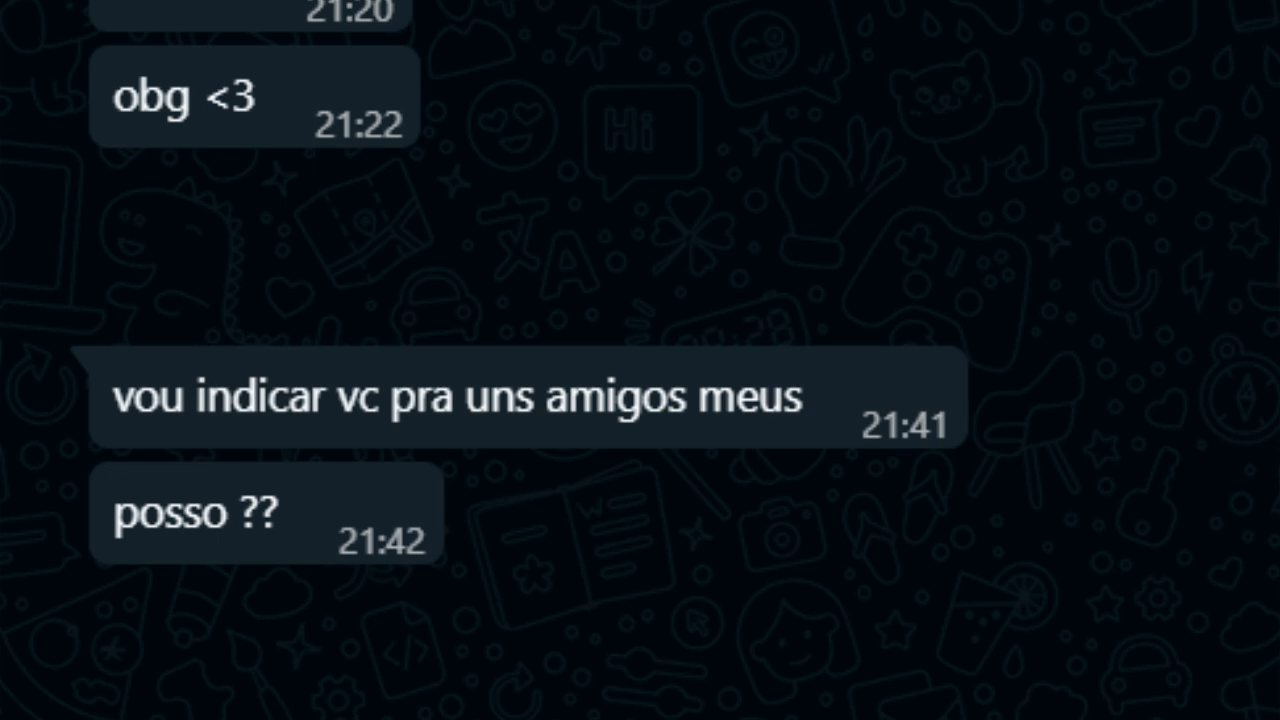 21:20
obg <3
21:22
vou indicar vc pra uns amigos meus
21:41
posso ??
21:42